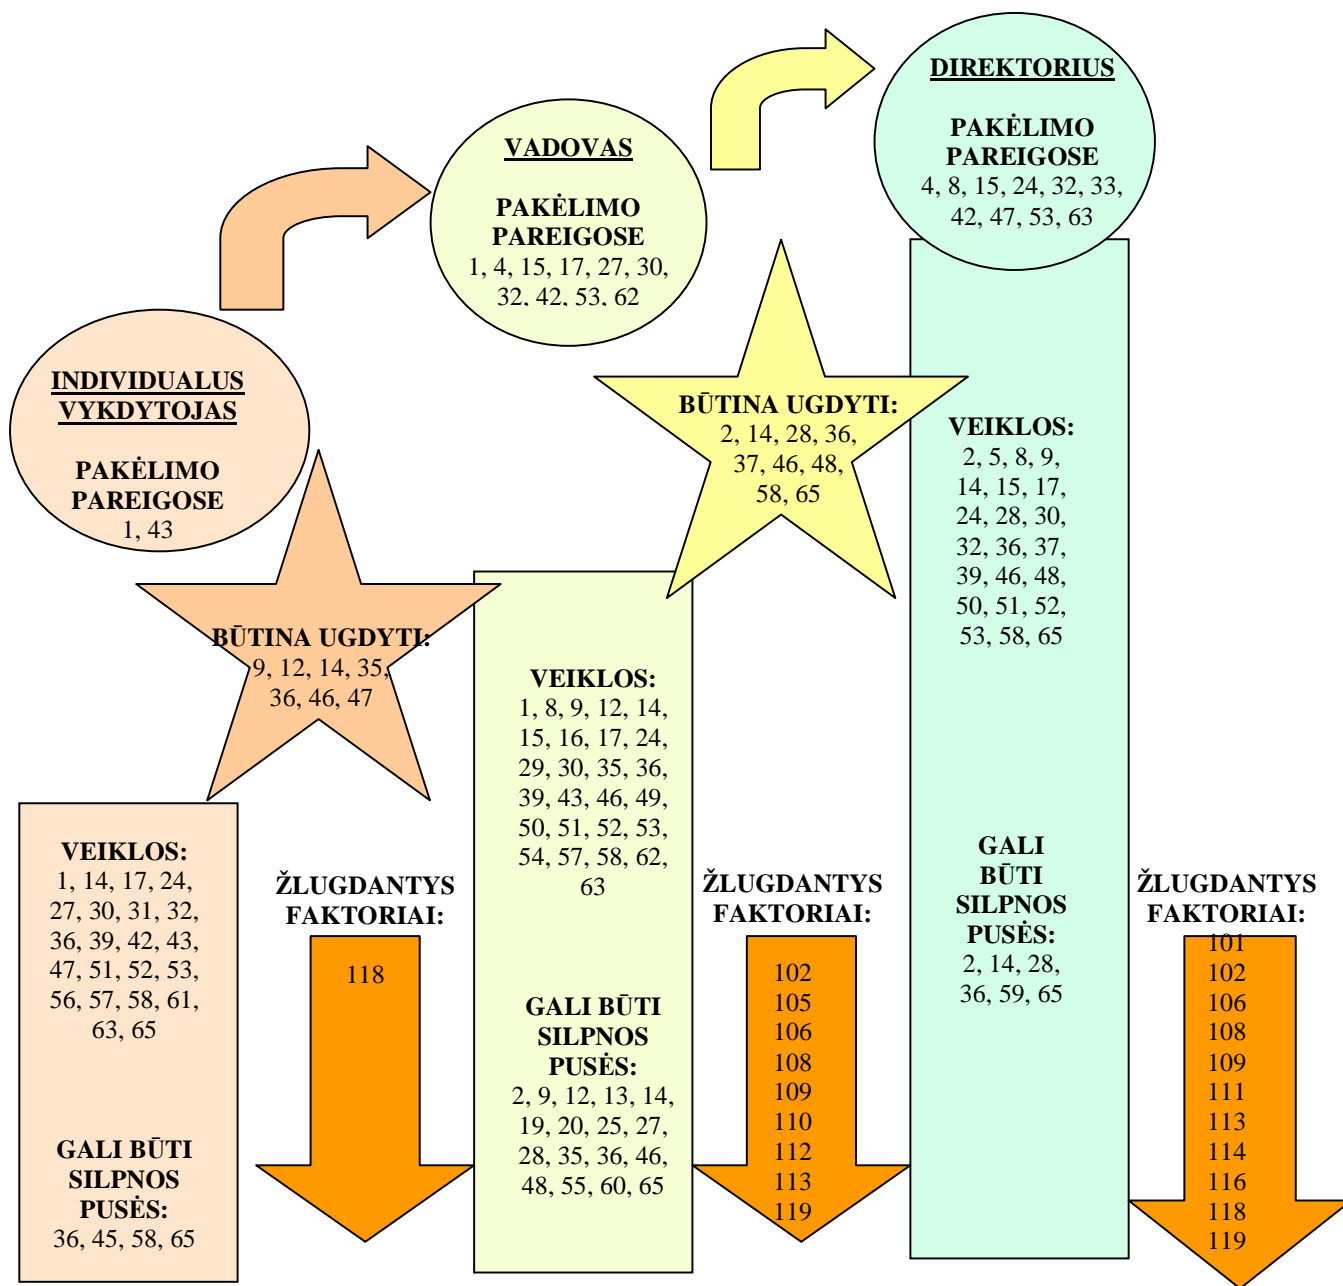 DIREKTORIUS
PAKĖLIMO
PAREIGOSE
4, 8, 15, 24, 32, 33,
42, 47, 53, 63
VADOVAS
PAKĖLIMO
PAREIGOSE
1, 4, 15, 17, 27, 30,
32, 42, 53, 62
INDIVIDUALUS
VYKDYTOJAS
PAKĖLIMO
PAREIGOSE
1, 43
BŪTINA UGDYTI:
2, 14, 28, 36,
37, 46, 48,
58, 65
BŪTINA UGDYTI:
9, 12, 14, 35,
36, 46, 47
VEIKLOS:
1, 14, 17, 24,
27, 30, 31, 32,
36, 39, 42, 43,
47, 51, 52, 53,
56, 57, 58, 61,
63, 65
GALI BŪTI
SILPNOS
PUSĖS:
36, 45, 58, 65
ŽLUGDANTYS
FAKTORIAI:
118
VEIKLOS:
1, 8, 9, 12, 14,
15, 16, 17, 24,
29, 30, 35, 36,
39, 43, 46, 49,
50, 51, 52, 53,
54, 57, 58, 62,
63
GALI BŪTI
SILPNOS
PUSĖS:
2, 9, 12, 13, 14,
19, 20, 25, 27,
28, 35, 36, 46,
48, 55, 60, 65
ŽLUGDANTYS
FAKTORIAI:
102
105
106
108
109
110
112
113
119
VEIKLOS:
2, 5, 8, 9,
14, 15, 17,
24, 28, 30,
32, 36, 37,
39, 46, 48,
50, 51, 52,
53, 58, 65
GALI
BŪTI
SILPNOS
PUSĖS:
2, 14, 28,
36, 59, 65
ŽLUGDANTYS
FAKTORIAI:
101
102
106
108
109
111
113
114
116
118
119